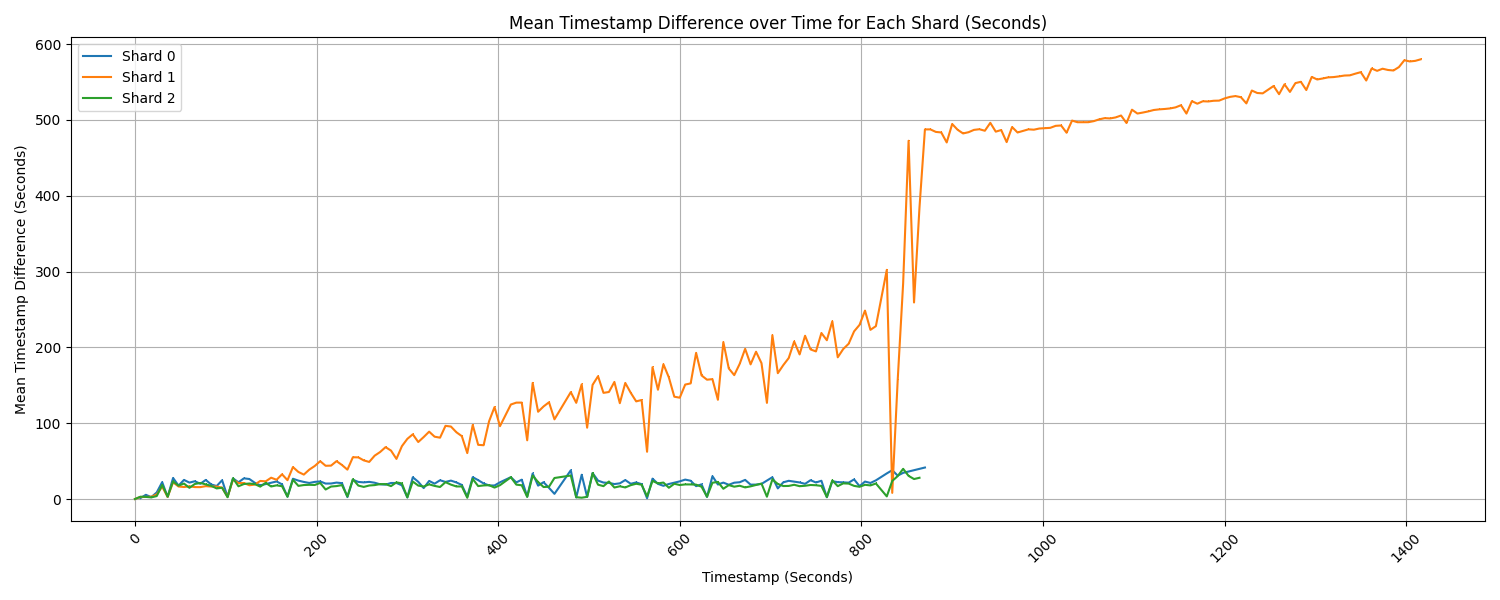 Mean Timestamp Difference over Time for Each Shard (Seconds)
Shard 0
Shard 1
Shard 2
Mean Timestamp Difference (Seconds)
600
500
400
300
200
100
0
0
200
400
600
800
1000
1200
1400
Timestamp (Seconds)